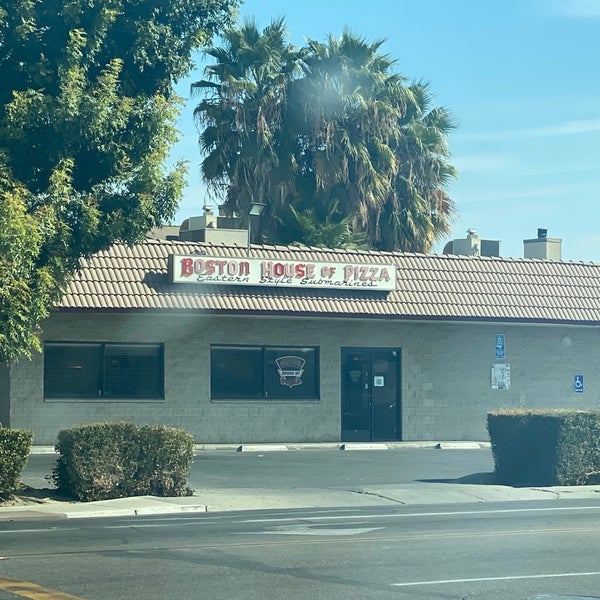 Boston House of Pizza
Eastern Style Submarines